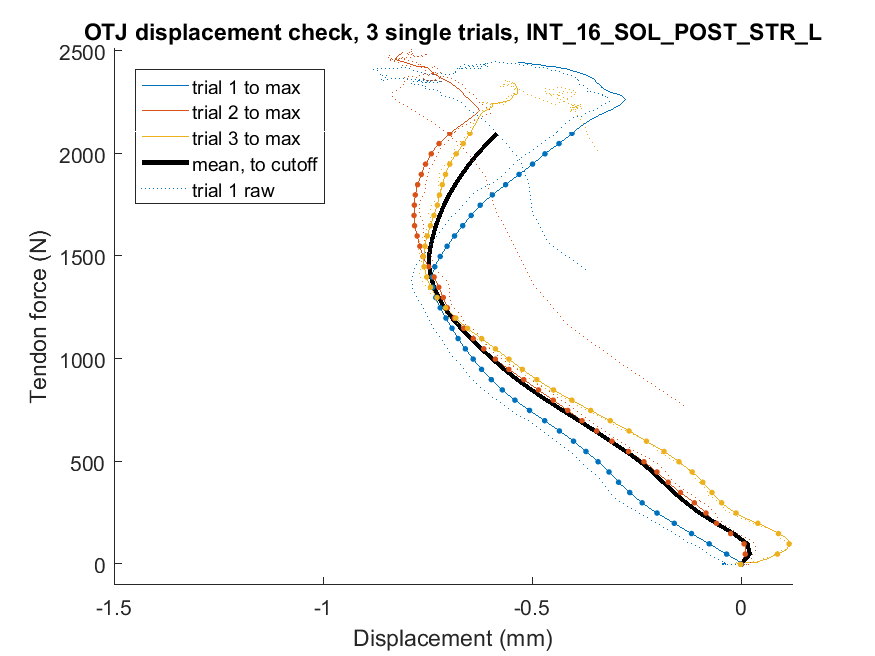 OTJ displacement check, 3 single trials, INT_16_SOL_POST_STR_L
2500
2000
1500
1000
500
0
Tendon force (N)
trial 1 to max
trial 2 to max
trial 3 to max
mean, to cutoff
trial 1 raw
-1.5
-1
-0.5
0
Displacement (mm)